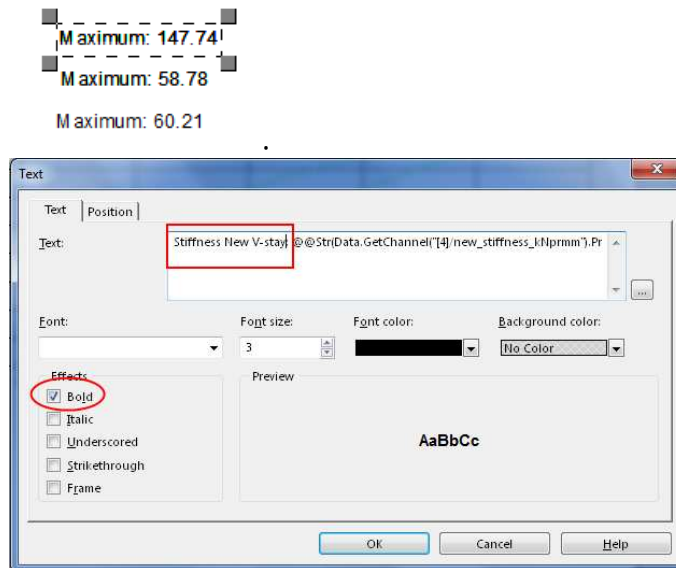 Maximum: 147.74
Maximum: 58.78
Maximum: 60.21
.
Text
X
Text Position
Text:
Stiffness New V-stay: @@Str(Data.GetChannel("[4]/new_stiffness_kNprmm").Pr
...
Font: Font size: Font color: Background color:
3 No Color
Effects Preview
Bold
Italic
Underscored
Strikethrough
Frame
AaBbCc
OK Cancel Help